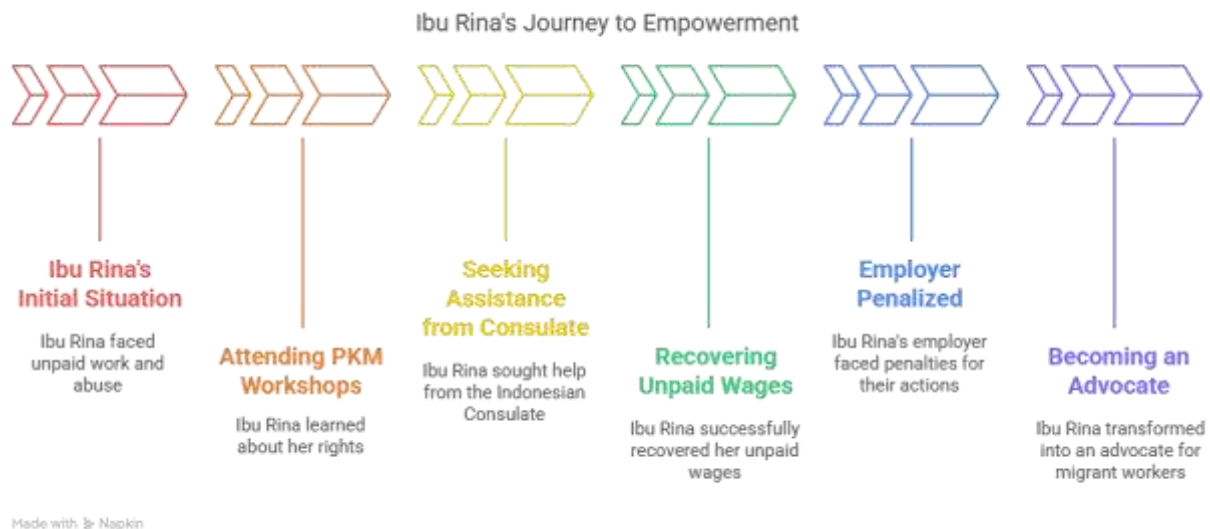 Ibu Rina's Journey to Empowerment
Ibu Rina's
Initial Situation
Ibu Rina faced
unpaid work and
abuse
Attending PKM
Workshops
Ibu Rina learned
about her rights
Seeking
Assistance
from Consulate
Ibu Rina sought help
from the Indonesian
Consulate
Recovering
Unpaid Wages
Ibu Rina successfully
recovered her unpaid
wages
Employer
Penalized
Ibu Rina's employer
faced penalties for
their actions
Becoming an
Advocate
Ibu Rina transformed
into an advocate for
migrant workers
Made with Napkin